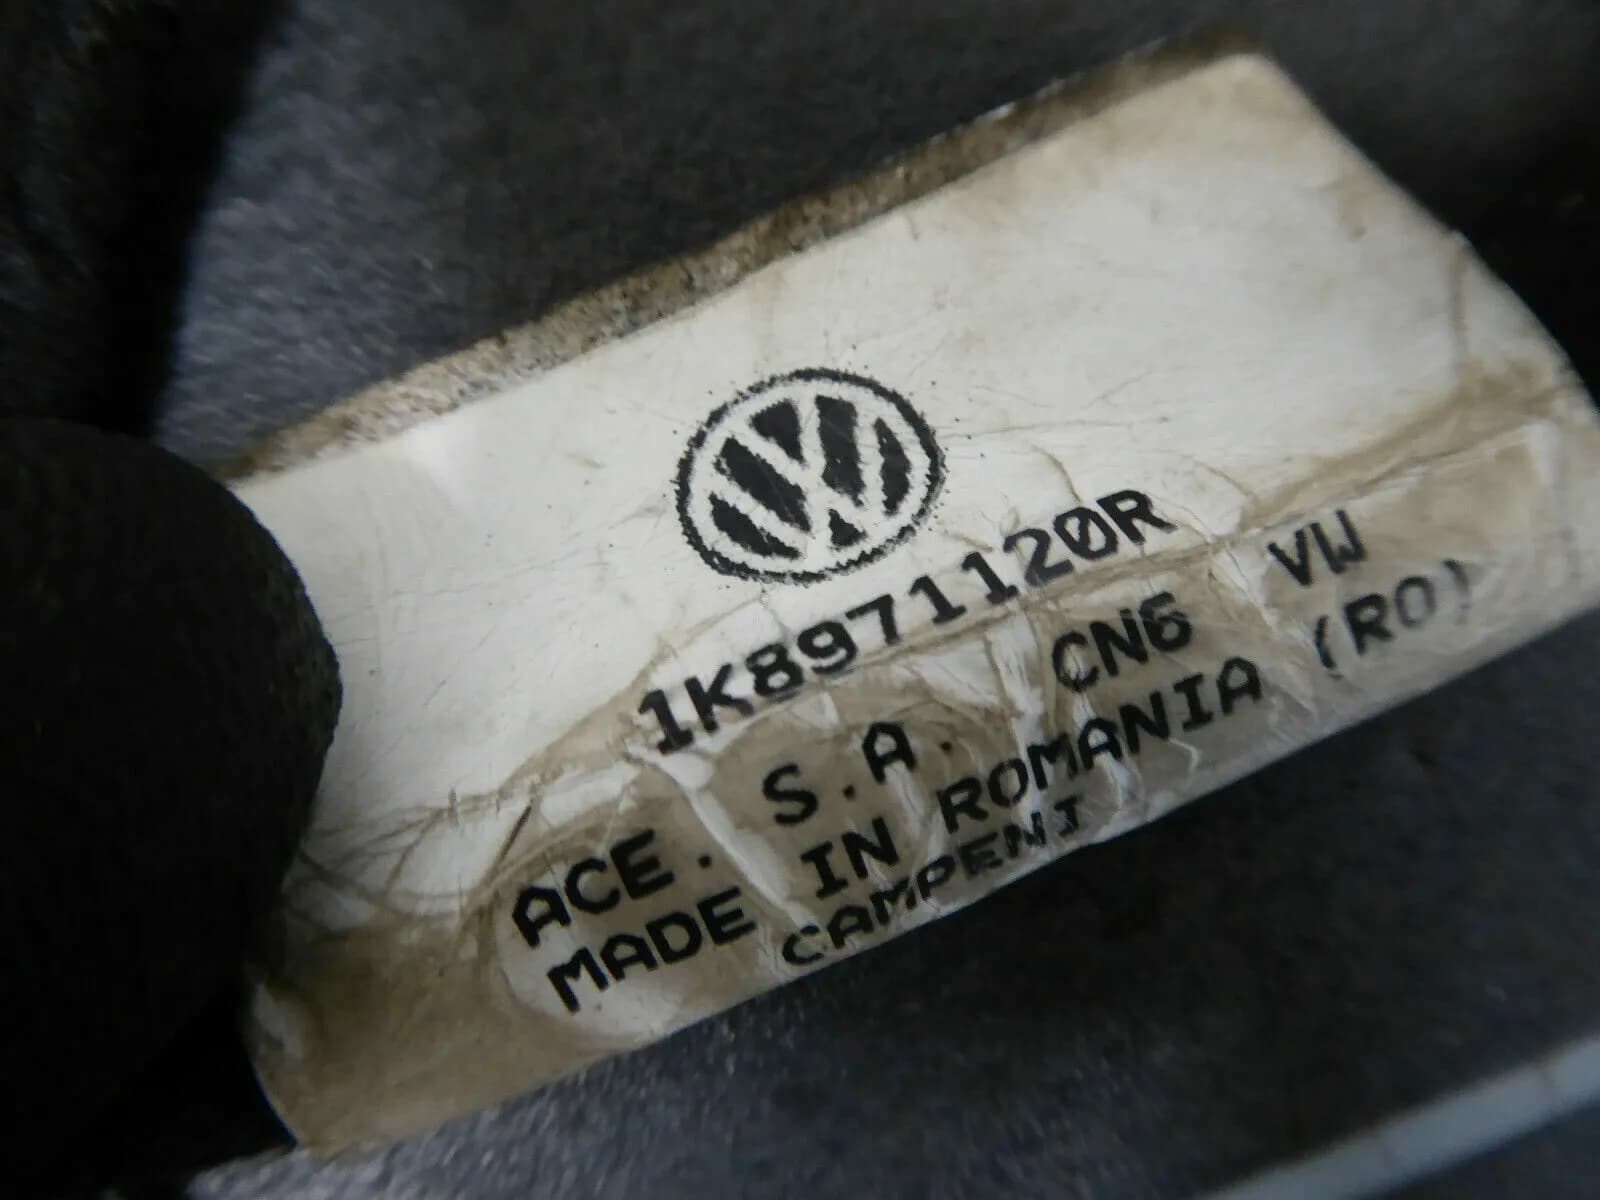 1K8971120R
ACE. S.A. CN6 VW
MADE IN ROMANIA (RO)
CAMPENI